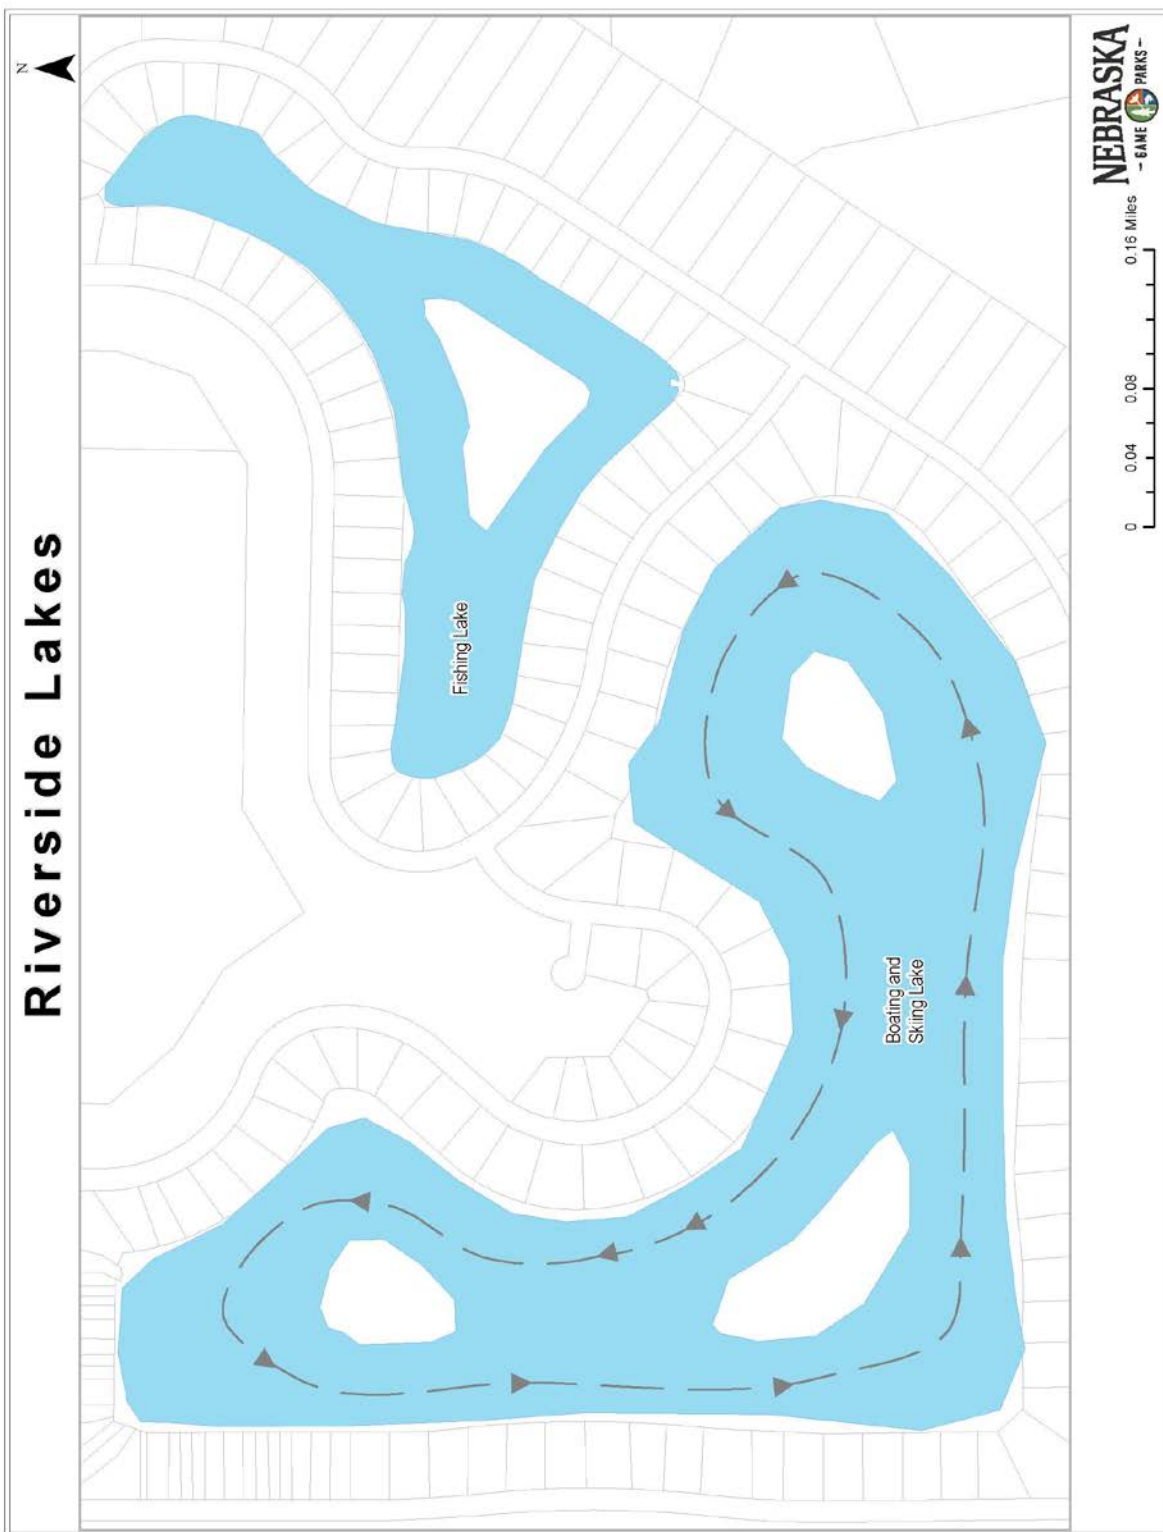 Riverside Lakes
N
Fishing Lake
Boating and
Skiing Lake
0 0.04 0.08 0.16 Miles
NEBRASKA
- GAME PARKS -